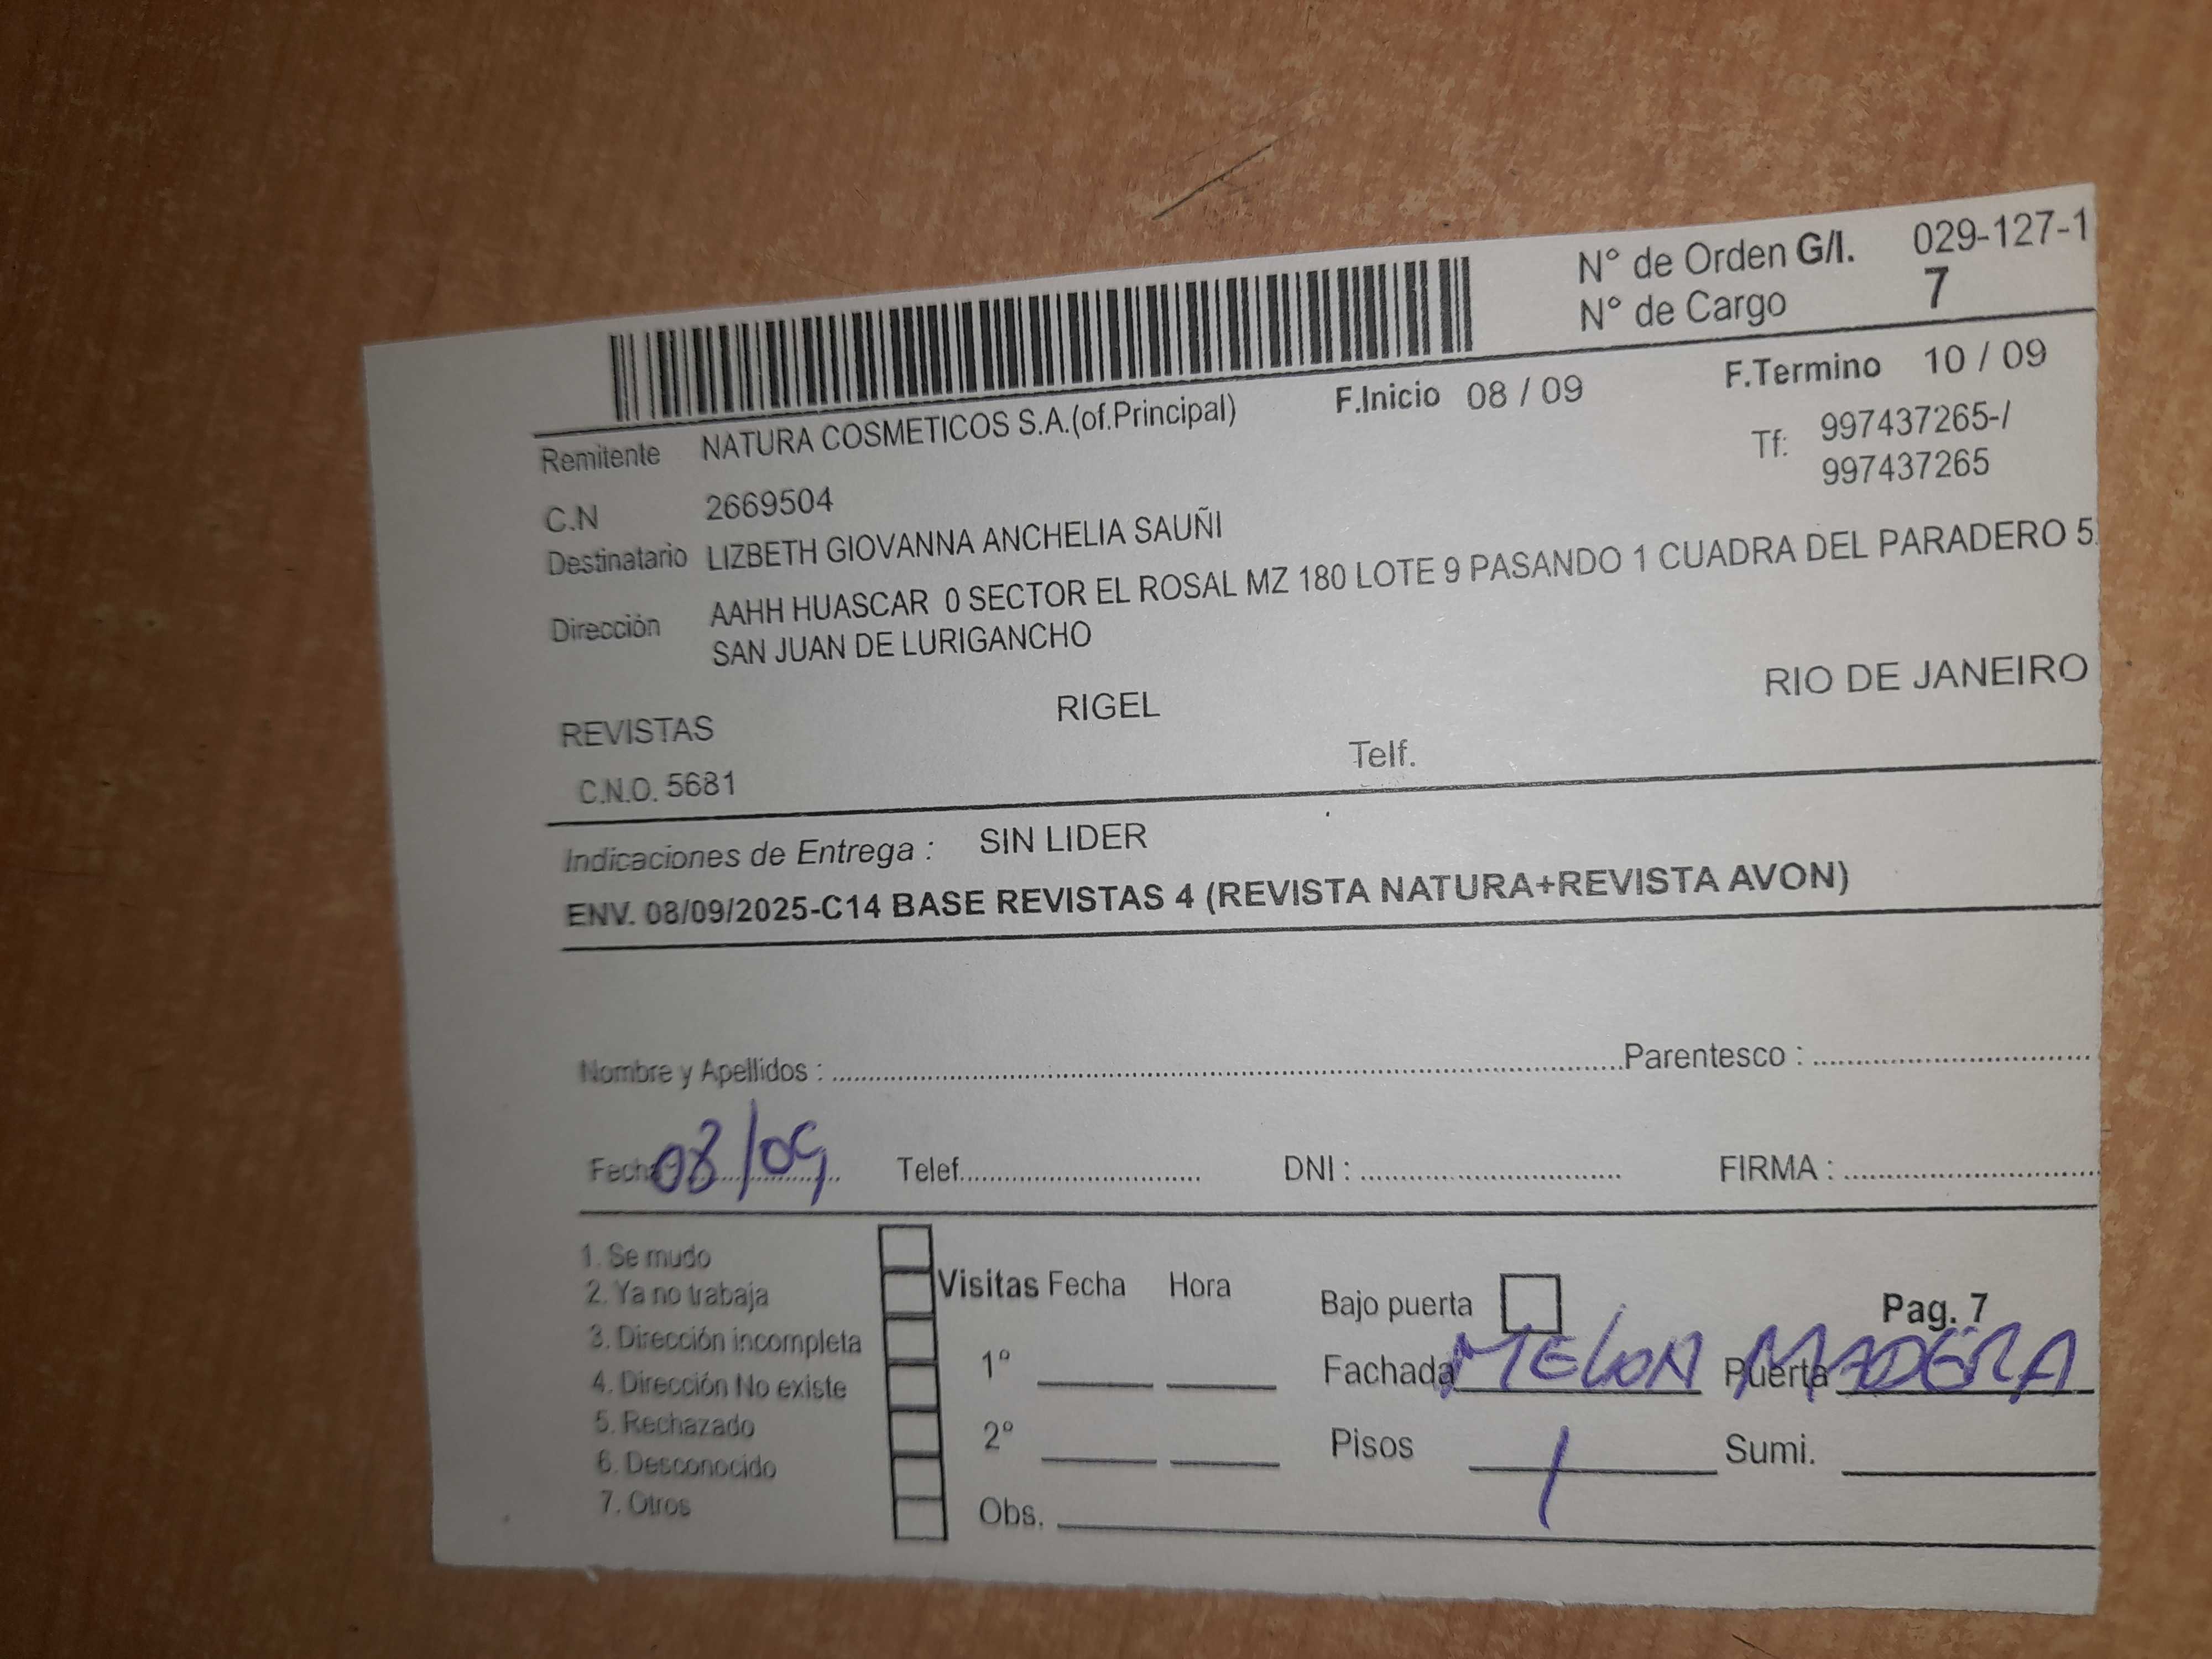 N° de Orden G/I. 029-127-1
N° de Cargo 7
F.Inicio 08 / 09 F.Termino 10 / 09
Remitente NATURA COSMETICOS S.A.(of.Principal) Tf: 997437265-/
997437265
C.N 2669504
Destinatario LIZBETH GIOVANNA ANCHELIA SAUÑI
Dirección AAHH HUASCAR 0 SECTOR EL ROSAL MZ 180 LOTE 9 PASANDO 1 CUADRA DEL PARADERO 5
SAN JUAN DE LURIGANCHO
REVISTAS RIGEL RIO DE JANEIRO
C.N.O. 5681 Telf.
Indicaciones de Entrega : SIN LIDER
ENV. 08/09/2025-C14 BASE REVISTAS 4 (REVISTA NATURA+REVISTA AVON)
Nombre y Apellidos : Parentesco :
Fecha 08/09 Telef. DNI : FIRMA :
1. Se mudo
2. Ya no trabaja
3. Dirección incompleta
4. Dirección No existe
5. Rechazado
6. Desconocido
7. Otros
Visitas Fecha Hora
1º
2º
Obs.
Bajo puerta Pag. 7
Fachada MELON Puerta MADERA
Pisos 1 Sumi.